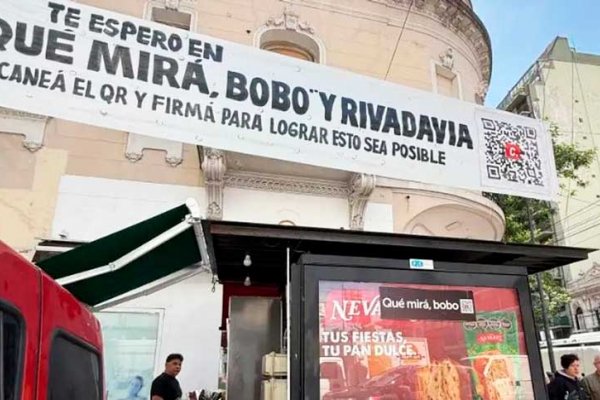 TE ESPERO EN
QUÉ MIRÁ, BOBO" Y RIVADAVIA
CANEÁ EL QR Y FIRMÁ PARA LOGRAR ESTO SEA POSIBLE
NEVA
Qué mirá, bobo
TUS FIESTAS,
TU PAN DULCE.